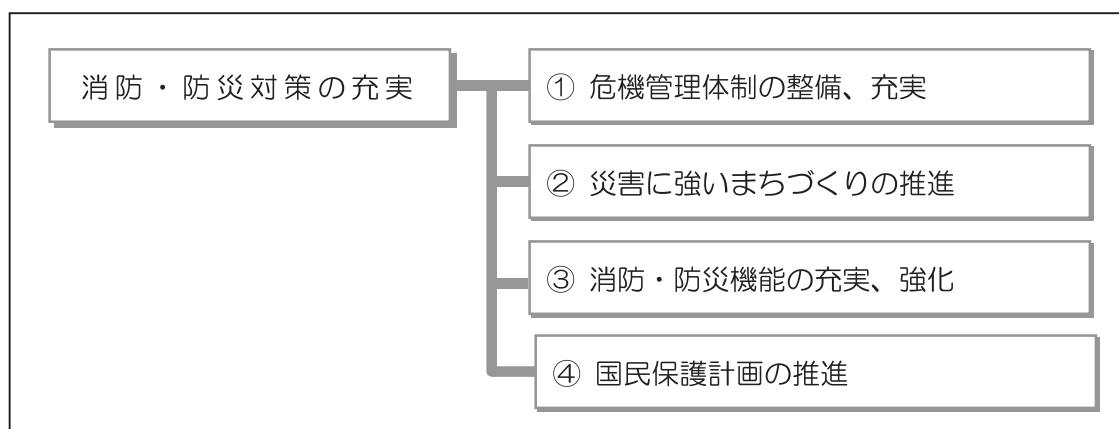 消防・防災対策の充実
① 危機管理体制の整備、充実
② 災害に強いまちづくりの推進
③ 消防・防災機能の充実、強化
④ 国民保護計画の推進